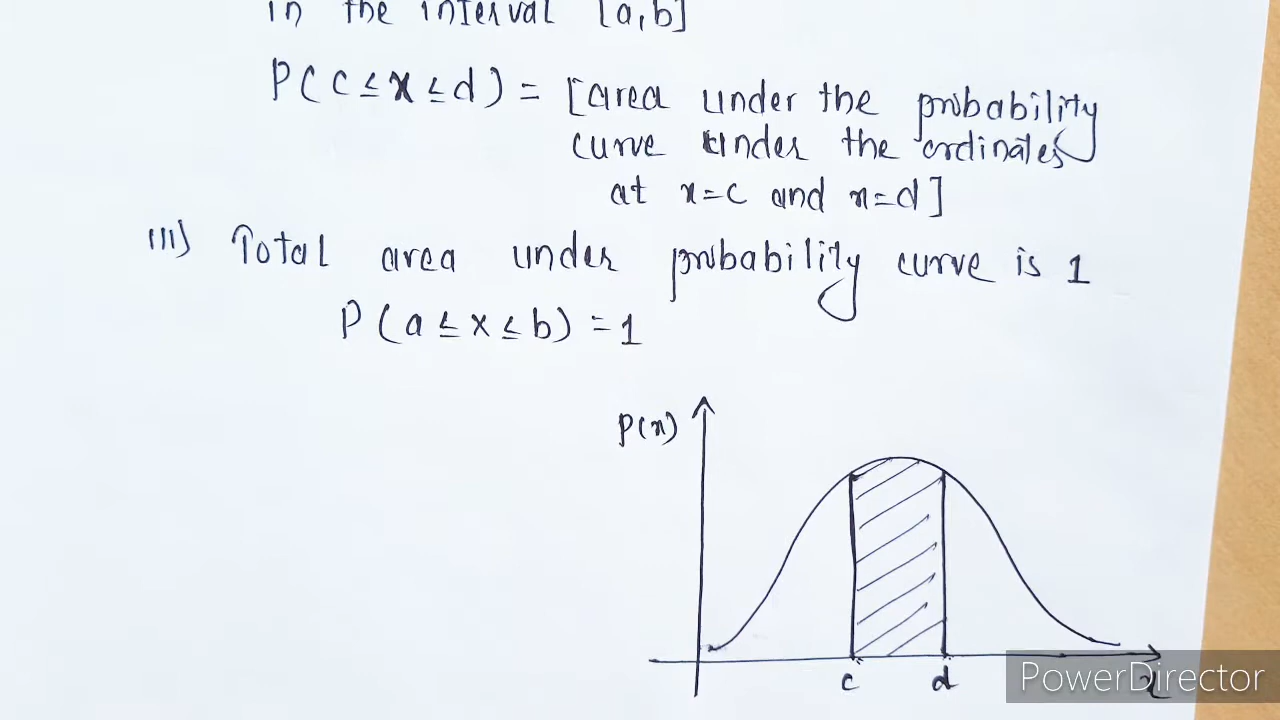 in the interval [a,b]
P(c≤x≤d) = [area under the probability
curve under the ordinates
at x=c and x=d]
III) Total area under probability curve is 1
P(a≤x≤b) =1
P(x)
c d x
PowerDirector